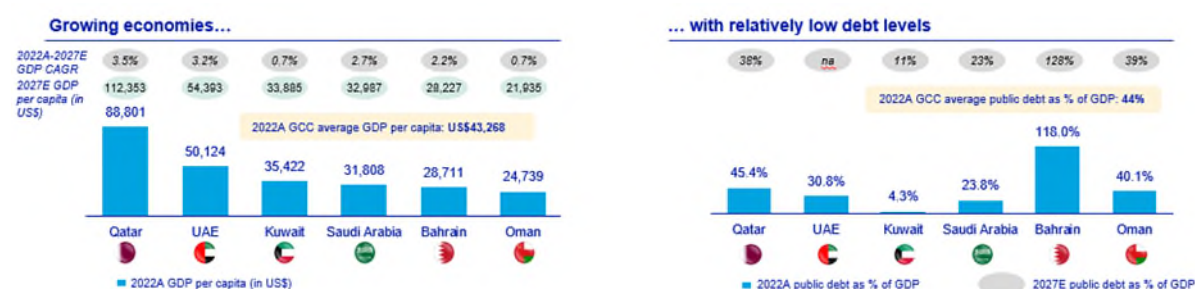 Growing economies…
2022A-2027E
GDP CAGR
3.5% 3.2% 0.7% 2.7% 2.2% 0.7%
2027E GDP
per capita (in
US$)
112,353 54,393 33,885 32,987 28,227 21,935
88,801
2022A GCC average GDP per capita: US$43,268
50,124
35,422 31,808 28,711 24,739
Qatar UAE Kuwait Saudi Arabia Bahrain Oman
2022A GDP per capita (in US$)
... with relatively low debt levels
38% na 11% 23% 128% 39%
2022A GCC average public debt as % of GDP: 44%
118.0%
45.4% 30.8% 4.3% 23.8% 40.1%
Qatar UAE Kuwait Saudi Arabia Bahrain Oman
2022A public debt as % of GDP 2027E public debt as % of GDP